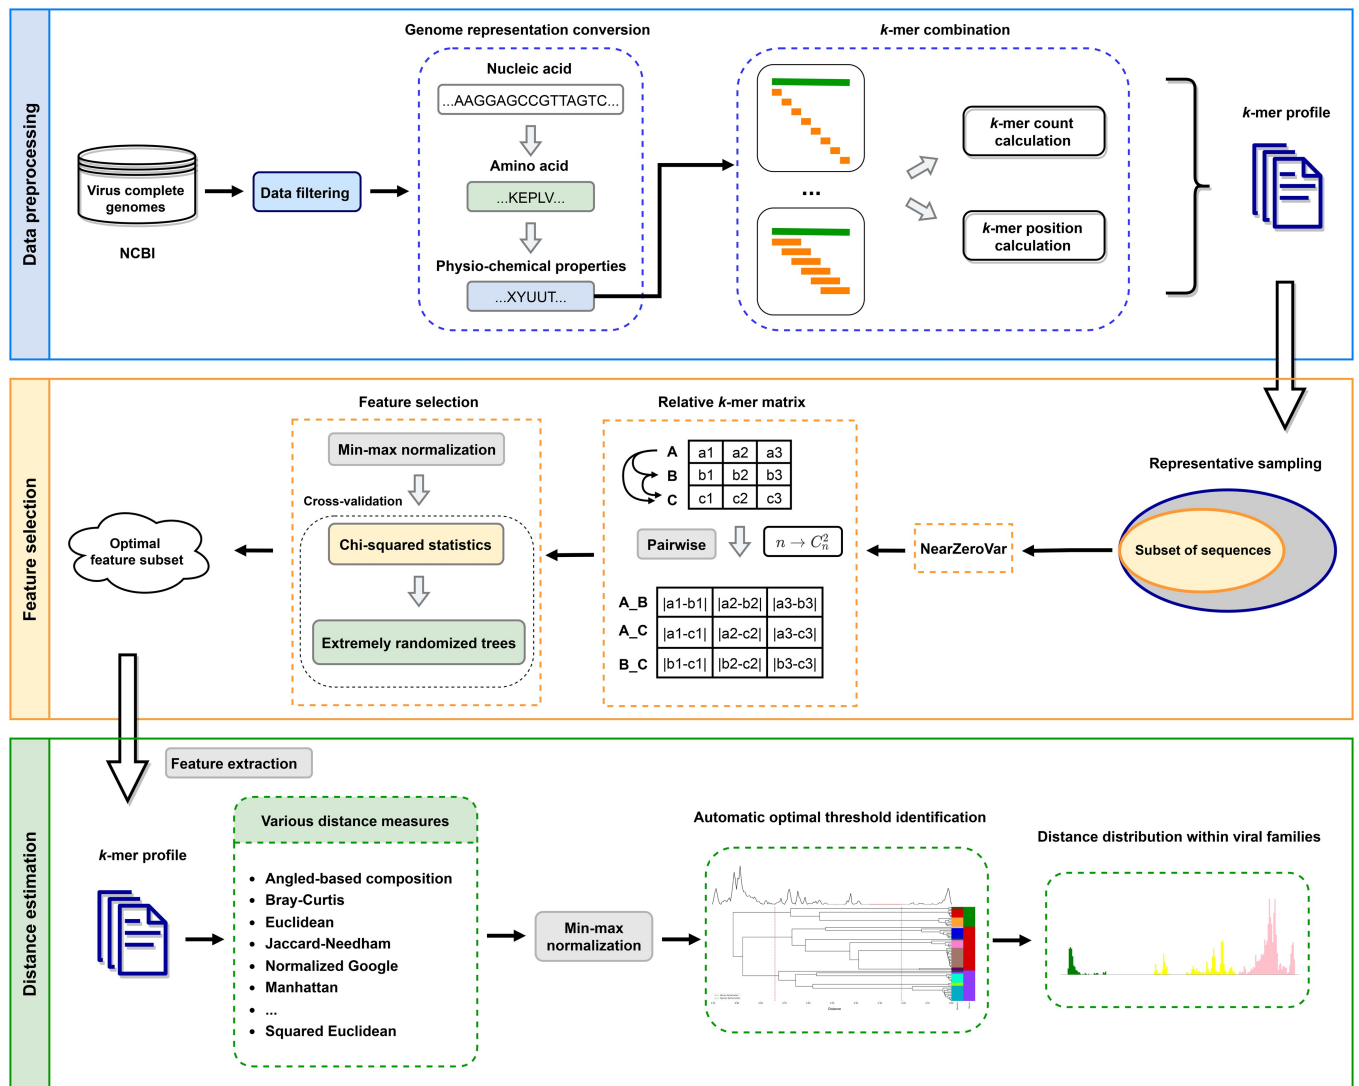 Data preprocessing
Genome representation conversion
k-mer combination
Nucleic acid
...AAGGAGCCGTTAGTC...
Amino acid
...KEPLV...
Physio-chemical properties
...XYUUT...
Virus complete
genomes
NCBI
Data filtering
...
k-mer count
calculation
k-mer position
calculation
k-mer profile
Feature selection
Feature selection
Min-max normalization
Cross-validation
Chi-squared statistics
Extremely randomized trees
Optimal
feature subset
Relative k-mer matrix
A a1 a2 a3
B b1 b2 b3
C c1 c2 c3
Pairwise
n → C_n^2
A_B |a1-b1| |a2-b2| |a3-b3|
A_C |a1-c1| |a2-c2| |a3-c3|
B_C |b1-c1| |b2-c2| |b3-c3|
NearZeroVar
Representative sampling
Subset of sequences
Distance estimation
Feature extraction
k-mer profile
Various distance measures
• Angled-based composition
• Bray-Curtis
• Euclidean
• Jaccard-Needham
• Normalized Google
• Manhattan
• ...
• Squared Euclidean
Min-max
normalization
Automatic optimal threshold identification
Distance
Distance distribution within viral families